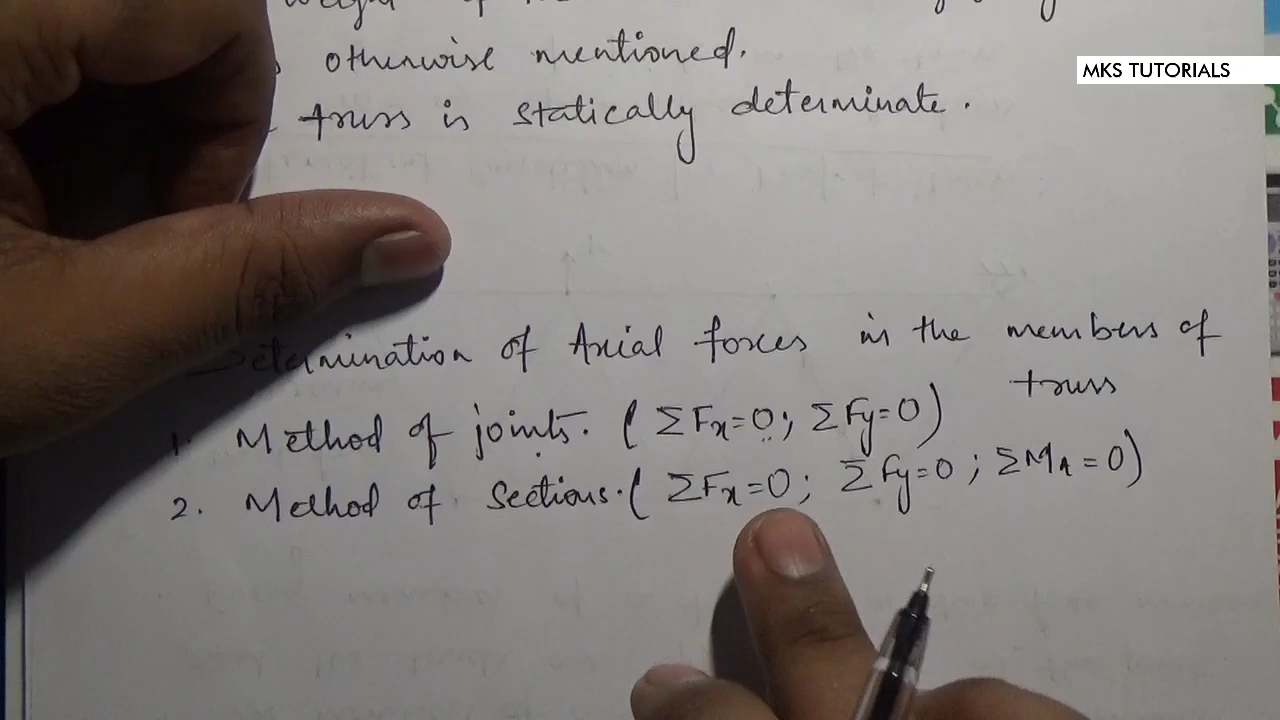 otherwise mentioned.
MKS TUTORIALS
truss is statically determinate.
Determination of Axial forces in the members of
truss
1. Method of joints. ( ΣFx=0; ΣFy=0)
2. Method of Sections. ( ΣFx=0; ΣFy=0; ΣMA=0)